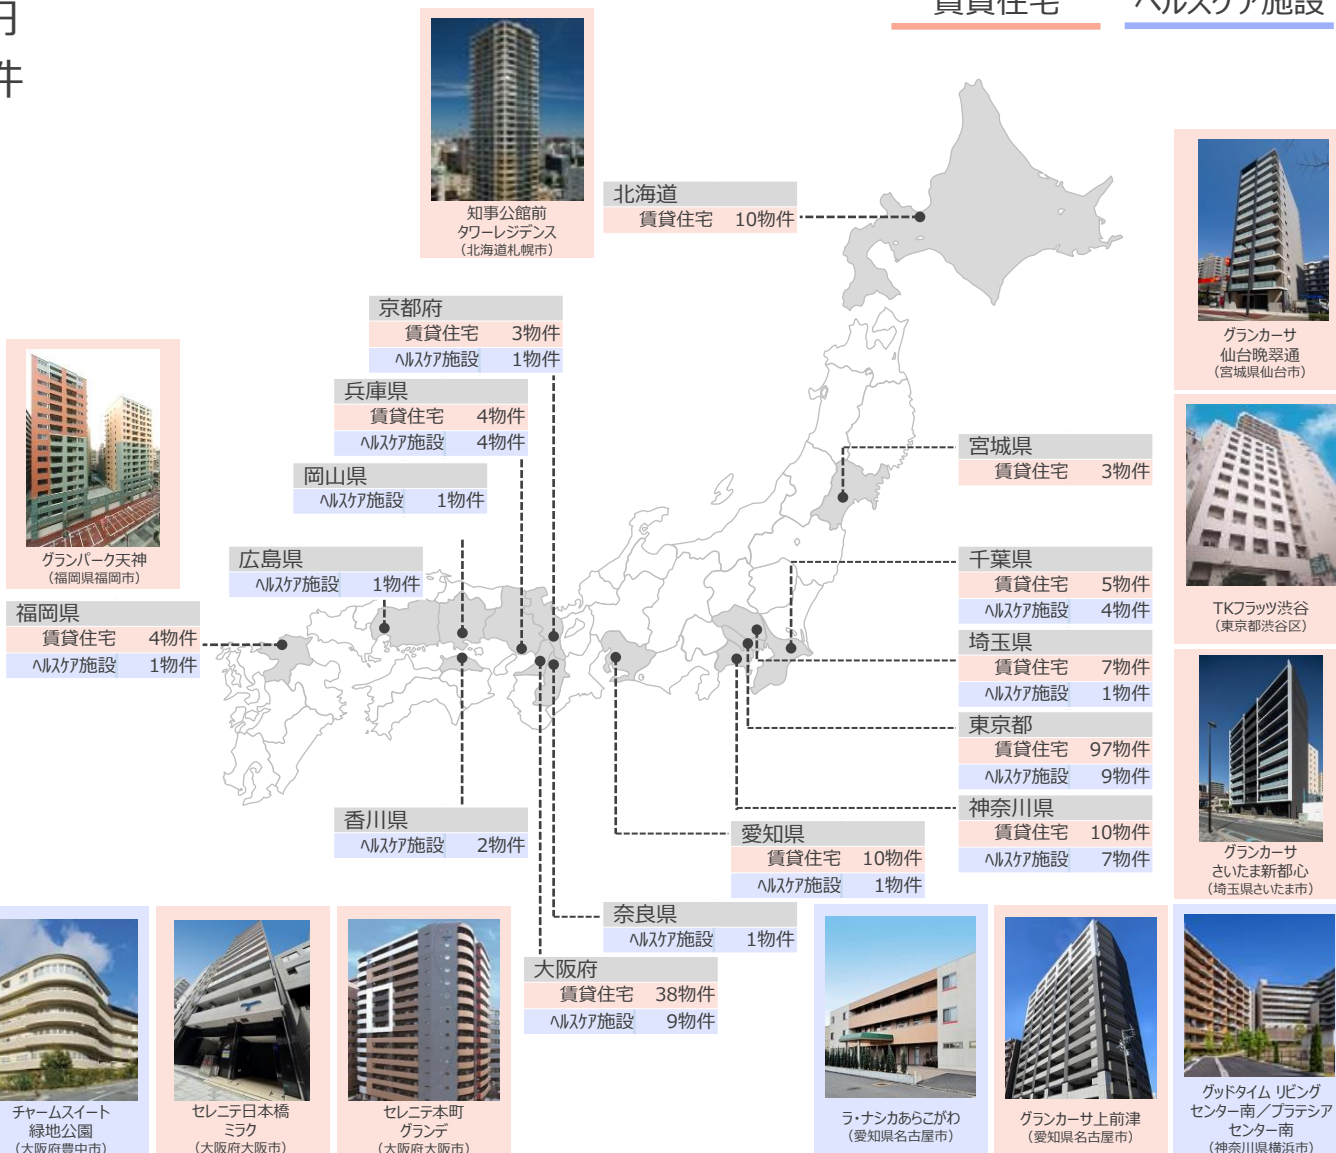 円
件
賃貸住宅
ヘルスケア施設
知事公館前
タワーレジデンス
（北海道札幌市）
北海道
賃貸住宅 10物件
グランカーサ
仙台晩翠通
（宮城県仙台市）
京都府
賃貸住宅 3物件
ヘルスケア施設 1物件
兵庫県
賃貸住宅 4物件
ヘルスケア施設 4物件
岡山県
ヘルスケア施設 1物件
広島県
ヘルスケア施設 1物件
グランパーク天神
（福岡県福岡市）
福岡県
賃貸住宅 4物件
ヘルスケア施設 1物件
宮城県
賃貸住宅 3物件
千葉県
賃貸住宅 5物件
ヘルスケア施設 4物件
埼玉県
賃貸住宅 7物件
ヘルスケア施設 1物件
東京都
賃貸住宅 97物件
ヘルスケア施設 9物件
神奈川県
賃貸住宅 10物件
ヘルスケア施設 7物件
TKフラッツ渋谷
（東京都渋谷区）
グランカーサ
さいたま新都心
（埼玉県さいたま市）
香川県
ヘルスケア施設 2物件
愛知県
賃貸住宅 10物件
ヘルスケア施設 1物件
奈良県
ヘルスケア施設 1物件
大阪府
賃貸住宅 38物件
ヘルスケア施設 9物件
チャームスイート
緑地公園
（大阪府豊中市）
セレニテ日本橋
ミラク
（大阪府大阪市）
セレニテ本町
グランデ
（大阪府大阪市）
ラ・ナシカあらこがわ
（愛知県名古屋市）
グランカーサ上前津
（愛知県名古屋市）
グッドタイム リビング
センター南／プラテシア
センター南
（神奈川県横浜市）